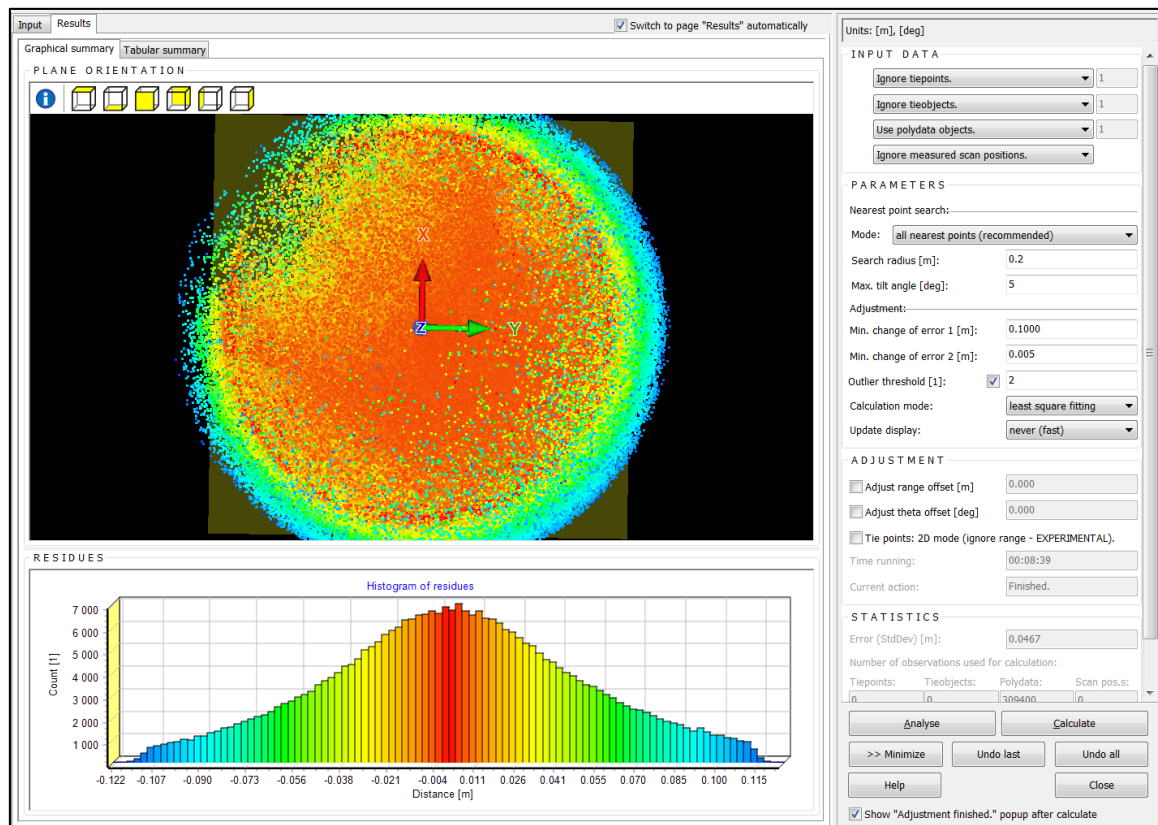 Input Results
Switch to page "Results" automatically
Graphical summary Tabular summary
PLANE ORIENTATION
X
Z Y
RESIDUES
Histogram of residues
Count [1]
7 000
6 000
5 000
4 000
3 000
2 000
1 000
-0.122 -0.107 -0.090 -0.073 -0.056 -0.038 -0.021 -0.004 0.011 0.025 0.040 0.055 0.070 0.085 0.100 0.115
Distance [m]
Units: [m], [deg]
INPUT DATA
Ignore tiepoints. 1
Ignore tieobjects. 1
Use polydata objects. 1
Ignore measured scan positions.
PARAMETERS
Nearest point search:
Mode: all nearest points (recommended)
Search radius [m]: 0.2
Max. tilt angle [deg]: 5
Adjustment:
Min. change of error 1 [m]: 0.1000
Min. change of error 2 [m]: 0.005
Outlier threshold [1]: 2
Calculation mode: least square fitting
Update display: never (fast)
ADJUSTMENT
Adjust range offset [m] 0.000
Adjust theta offset [deg] 0.000
Tie points: 2D mode (ignore range - EXPERIMENTAL).
Time running: 00:08:39
Current action: Finished.
STATISTICS
Error (StdDev) [m]: 0.0467
Number of observations used for calculation:
Tiepoints: Tieobjects: Polydata: Scan pos.s:
0 0 309400 0
Analyse Calculate
>> Minimize Undo last Undo all
Help Close
Show "Adjustment finished." popup after calculate